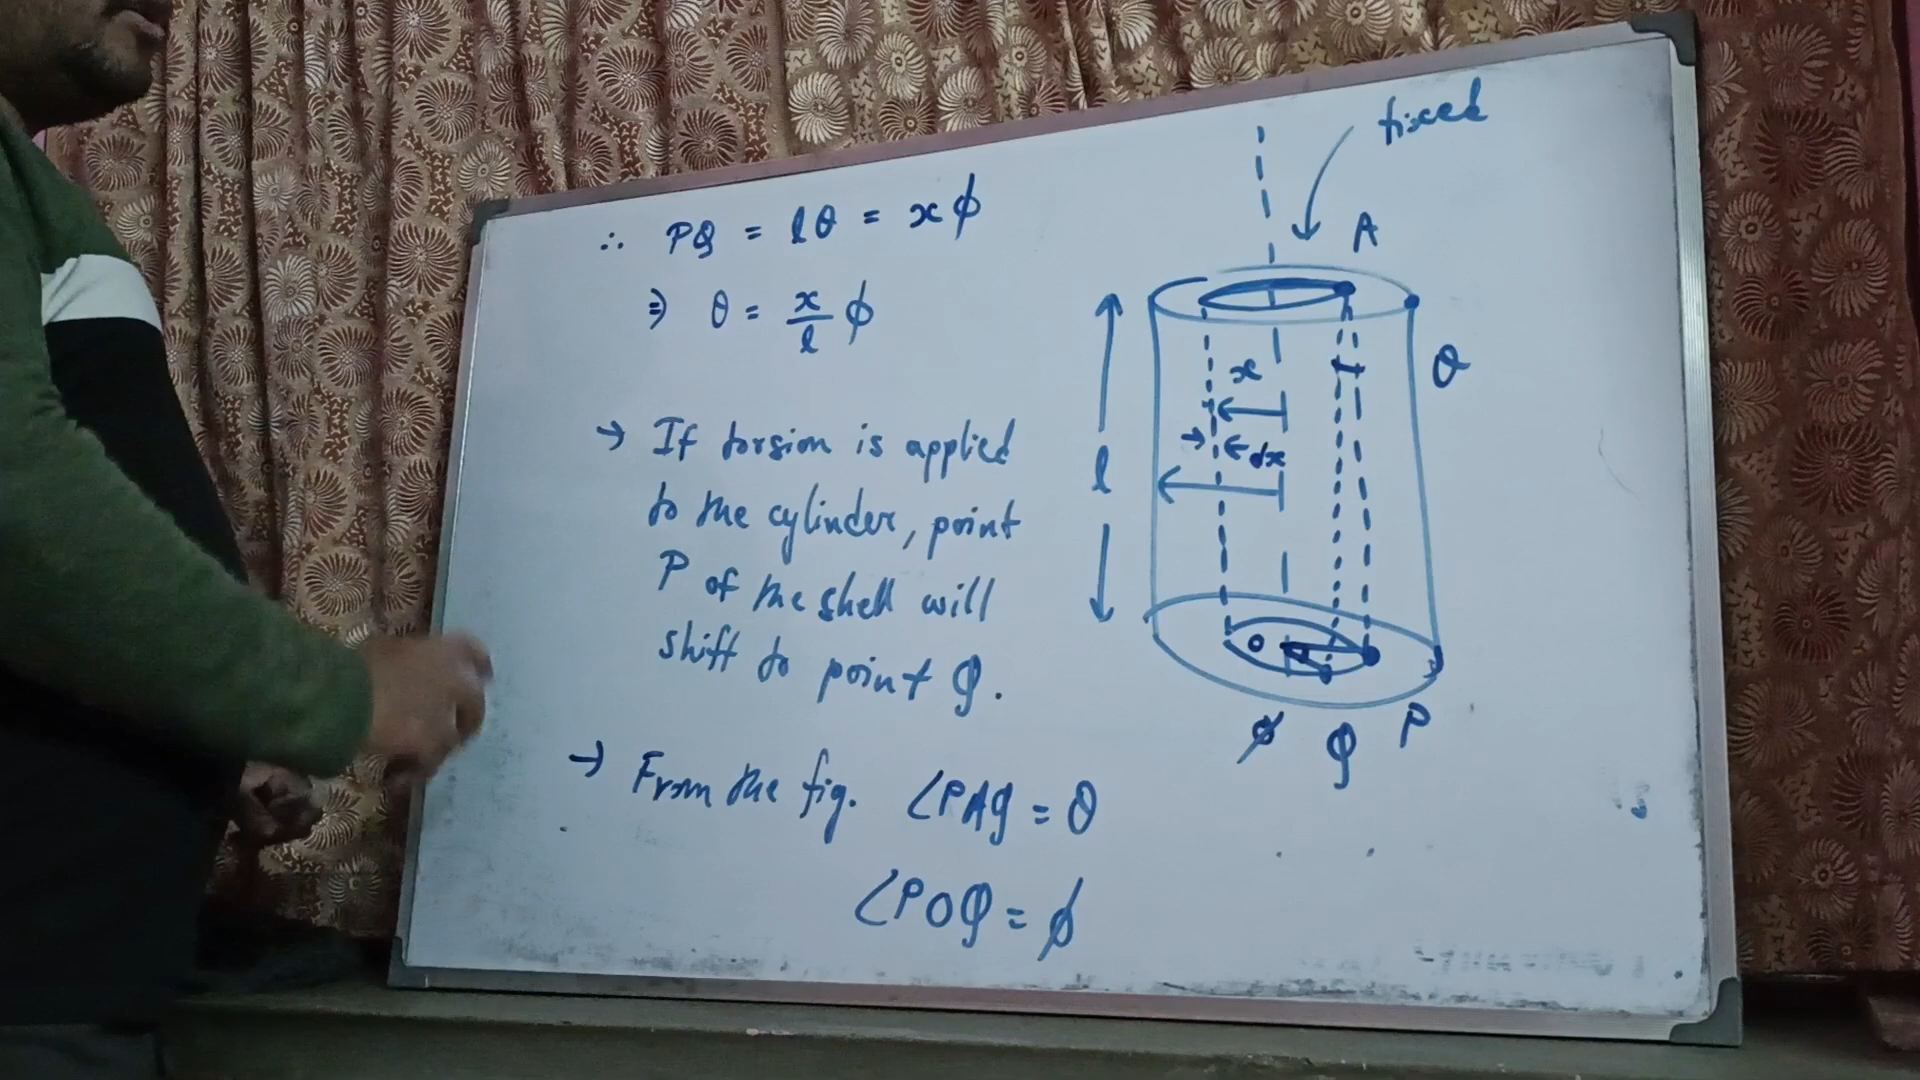 ∴ PQ = lθ = xϕ
⇒ θ = x/l ϕ
→ If torsion is applied
to the cylinder, point
P of the shell will
shift to point Q.
→ From the fig. ∠PAQ = θ
∠POQ = ϕ
fixed
A
θ
x
dx
l
O
ϕ Q P